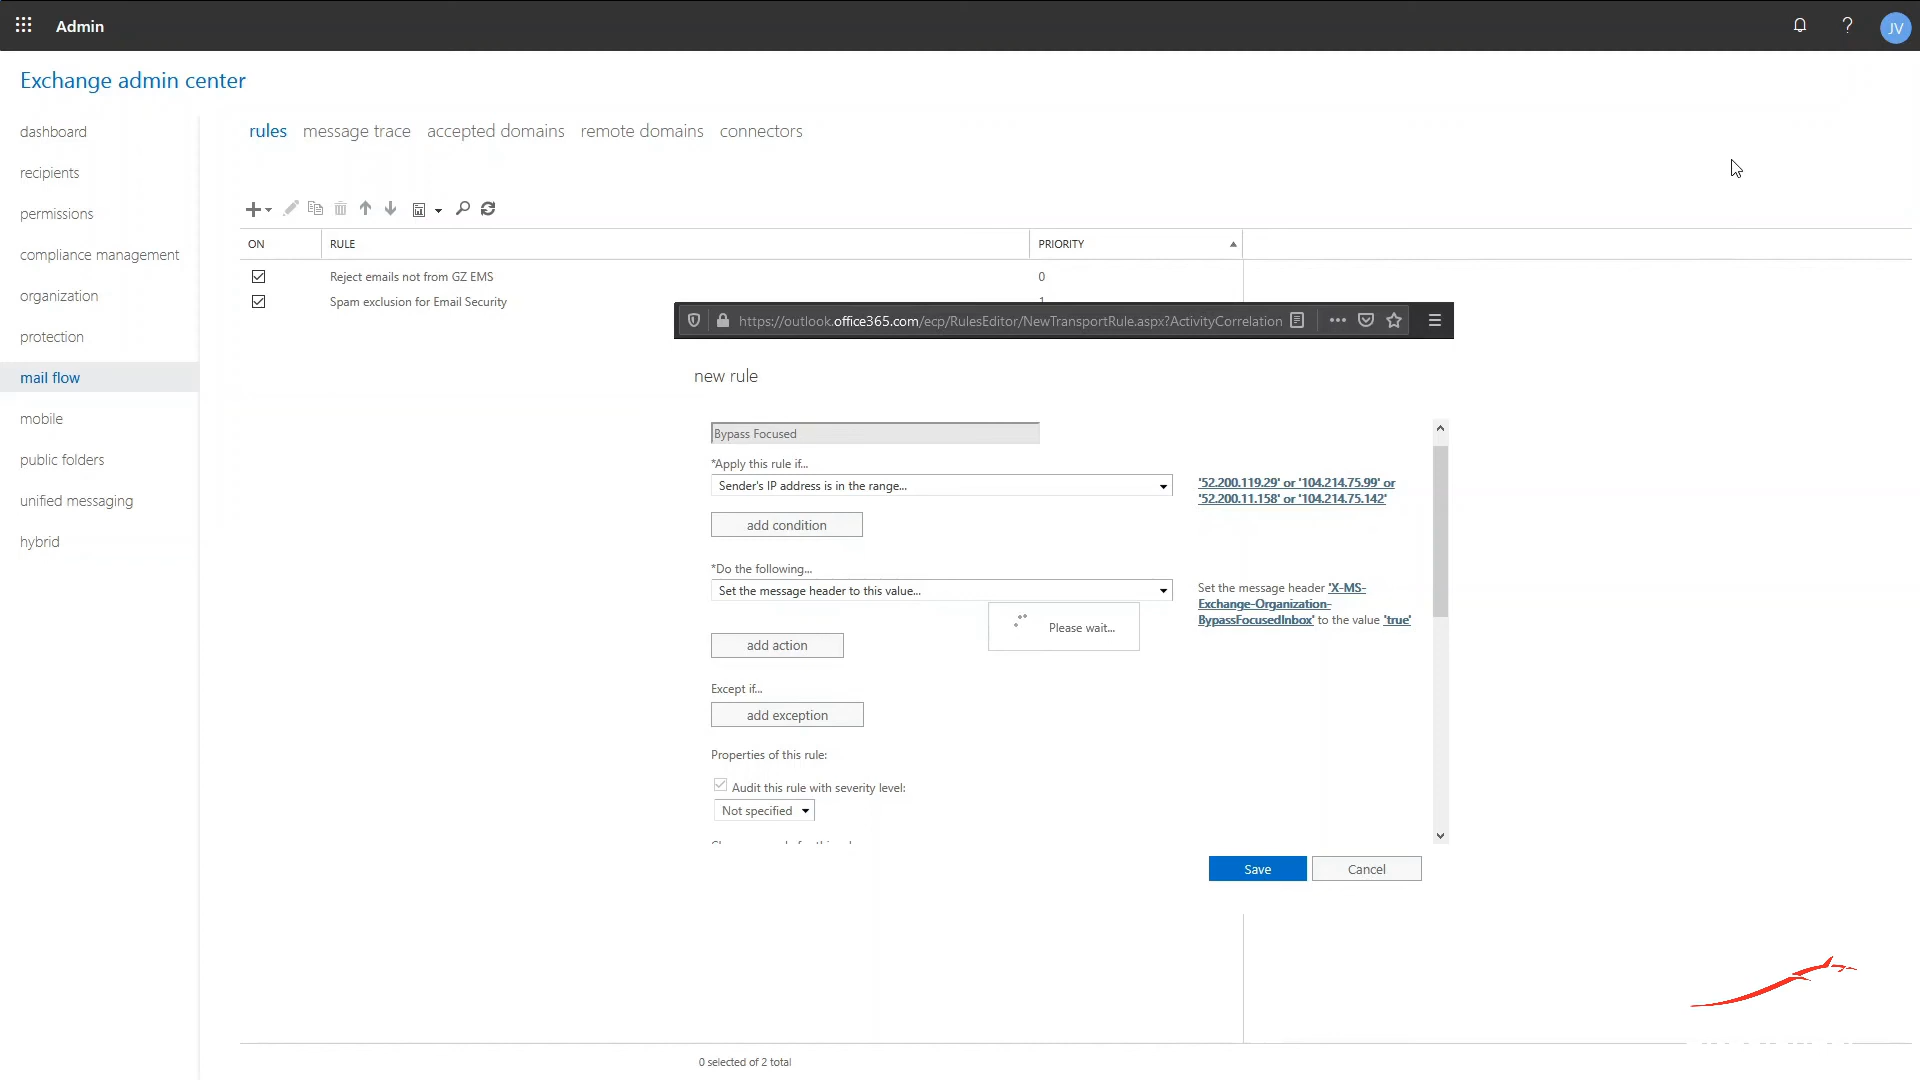 Admin
JV
Exchange admin center
dashboard
recipients
permissions
compliance management
organization
protection
mail flow
mobile
public folders
unified messaging
hybrid
rules message trace accepted domains remote domains connectors
ON RULE PRIORITY
Reject emails not from GZ EMS 0
Spam exclusion for Email Security 1
https://outlook.office365.com/ecp/RulesEditor/NewTransportRule.aspx?ActivityCorrelation
new rule
Bypass Focused
*Apply this rule if...
Sender's IP address is in the range...
'52.200.119.29' or '104.214.75.99' or
'52.200.11.158' or '104.214.75.142'
add condition
*Do the following...
Set the message header to this value...
Set the message header 'X-MS-
Exchange-Organization-
BypassFocusedInbox' to the value 'true'
Please wait...
add action
Except if...
add exception
Properties of this rule:
Audit this rule with severity level:
Not specified
Save Cancel
0 selected of 2 total